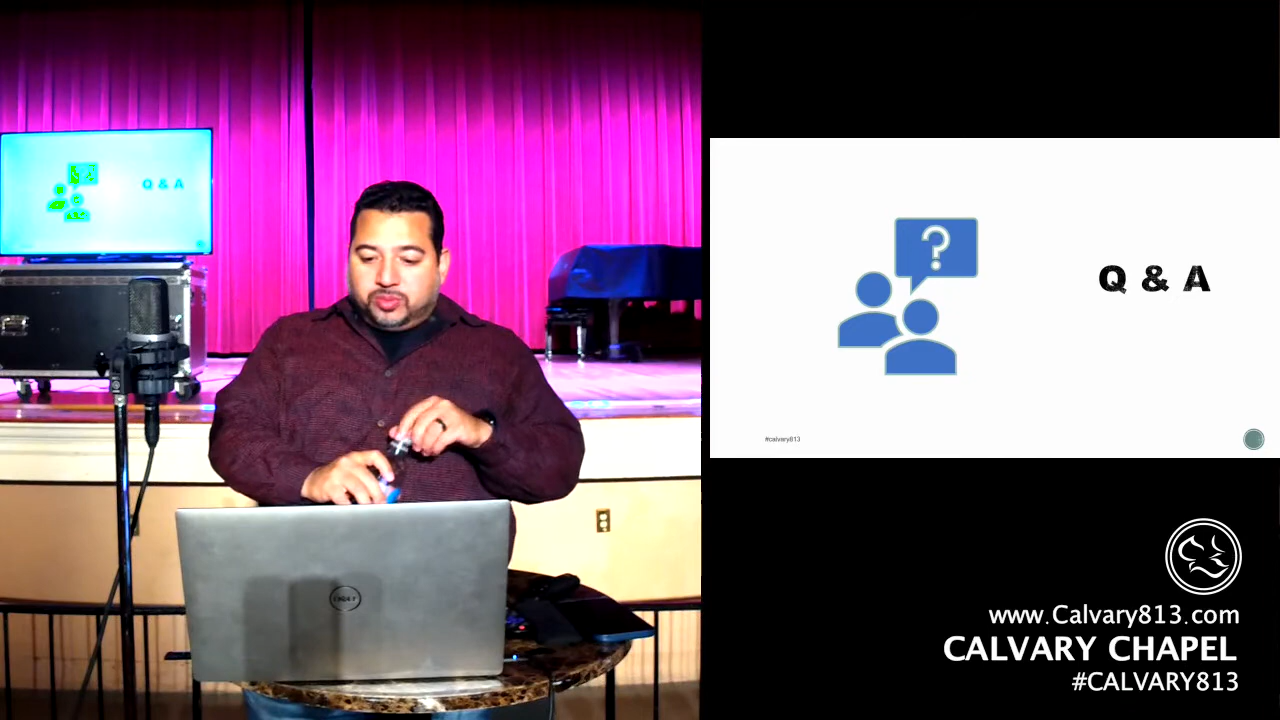 Q & A
?
Q & A
#calvary813
DELL
www.Calvary813.com
CALVARY CHAPEL
#CALVARY813